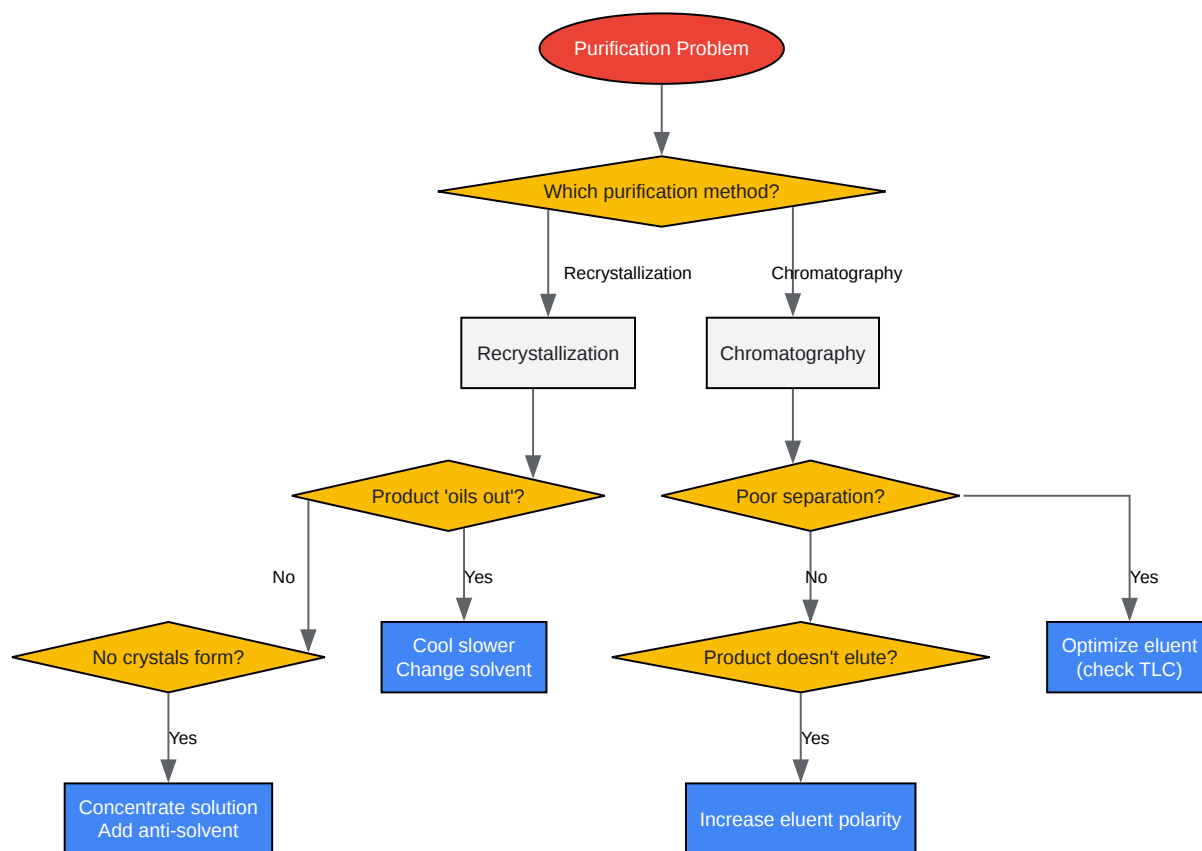 Purification Problem
Which purification method?
Recrystallization
Chromatography
Recrystallization
Chromatography
Product 'oils out'?
Poor separation?
No
Yes
No
Yes
No crystals form?
Cool slower
Change solvent
Product doesn't elute?
Optimize eluent
(check TLC)
Yes
Yes
Concentrate solution
Add anti-solvent
Increase eluent polarity